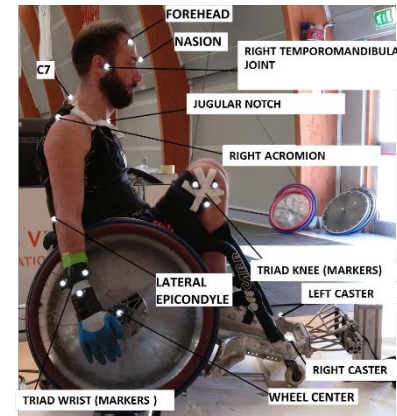 FOREHEAD
NASION
RIGHT TEMPOROMANDIBULA
JOINT
C7
JUGULAR NOTCH
RIGHT ACROMION
TRIAD KNEE (MARKERS)
LATERAL
EPICONDYLE
LEFT CASTER
RIGHT CASTER
WHEEL CENTER
TRIAD WRIST (MARKERS )